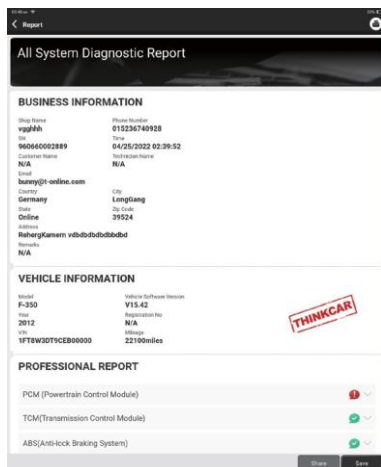 Report
All System Diagnostic Report
BUSINESS INFORMATION
Shop Name Phone Number
vgghhh 015236740928
SN Time
960660002889 04/25/2022 02:39:52
Customer Name Technician Name
N/A N/A
Email
bunny@t-online.com
Country City
Germany LongGang
State Zip Code
Online 39524
Address
RehergKamern vdbdbdbdbbdbd
Remarks
N/A
VEHICLE INFORMATION
Model Vehicle Software Version
F-350 V15.42
Year Registration No
2012 N/A
VIN Mileage
1FT8W3DT9CEB00000 22100miles
THINKCAR
PROFESSIONAL REPORT
PCM (Powertrain Control Module)
TCM(Transmission Control Module)
ABS(Anti-lock Braking System)
Share Save